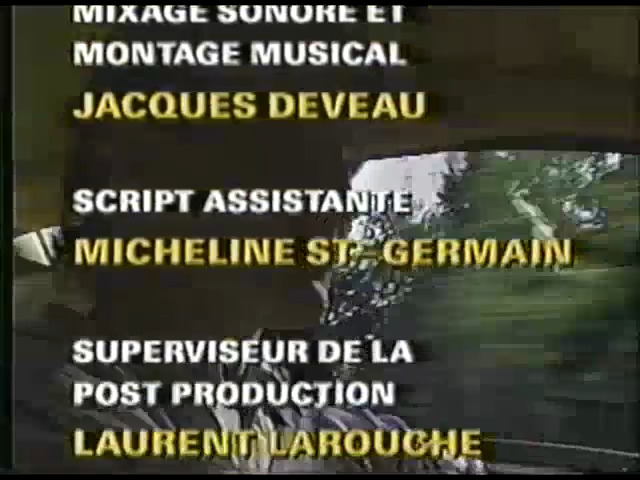 MIXAGE SONORE ET
MONTAGE MUSICAL
JACQUES DEVEAU
SCRIPT ASSISTANTE
MICHELINE ST-GERMAIN
SUPERVISEUR DE LA
POST PRODUCTION
LAURENT LAROUCHE